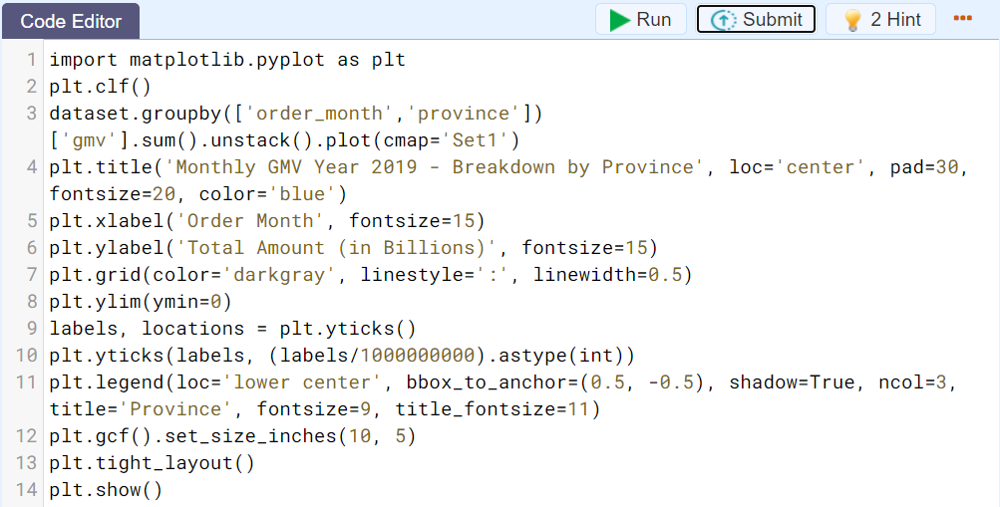 Code Editor
Run
Submit
2 Hint
1 import matplotlib.pyplot as plt
2 plt.clf()
3 dataset.groupby(['order_month','province'])
['gmv'].sum().unstack().plot(cmap='Set1')
4 plt.title('Monthly GMV Year 2019 - Breakdown by Province', loc='center', pad=30,
fontsize=20, color='blue')
5 plt.xlabel('Order Month', fontsize=15)
6 plt.ylabel('Total Amount (in Billions)', fontsize=15)
7 plt.grid(color='darkgray', linestyle=':', linewidth=0.5)
8 plt.ylim(ymin=0)
9 labels, locations = plt.yticks()
10 plt.yticks(labels, (labels/1000000000).astype(int))
11 plt.legend(loc='lower center', bbox_to_anchor=(0.5, -0.5), shadow=True, ncol=3,
title='Province', fontsize=9, title_fontsize=11)
12 plt.gcf().set_size_inches(10, 5)
13 plt.tight_layout()
14 plt.show()